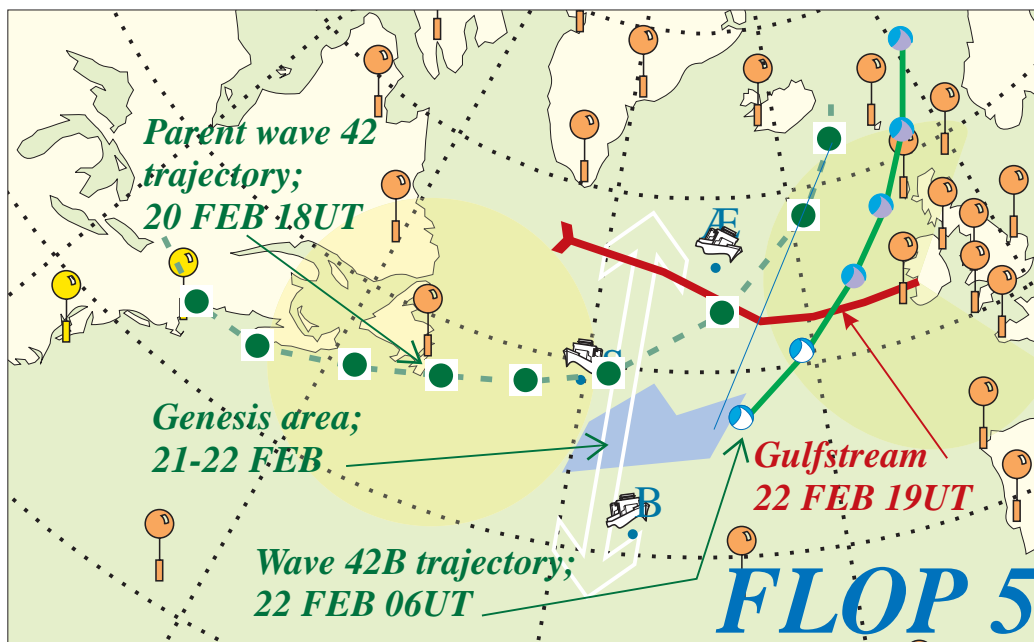 Parent wave 42
trajectory;
20 FEB 18UT
Æ
Genesis area;
21-22 FEB
Gulfstream
22 FEB 19UT
B
Wave 42B trajectory;
22 FEB 06UT
FLOP 5